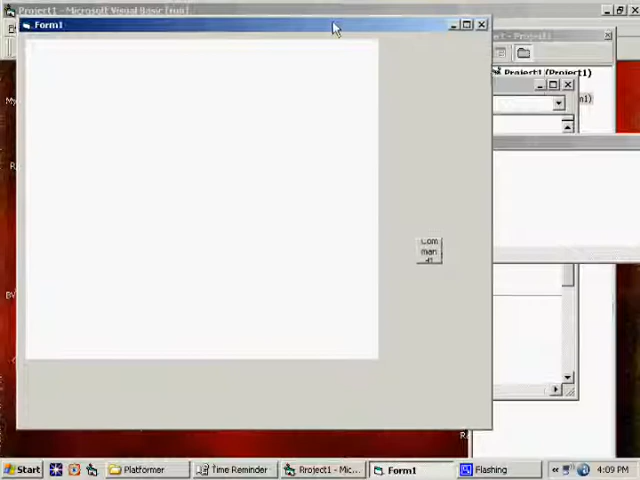 Project1 - Microsoft Visual Basic [run]
Form1
Project1
Project1 (Project1)
Com
man
d1
Start
Platformer
Time Reminder
Project1 - Mic...
Form1
Flashing
4:09 PM